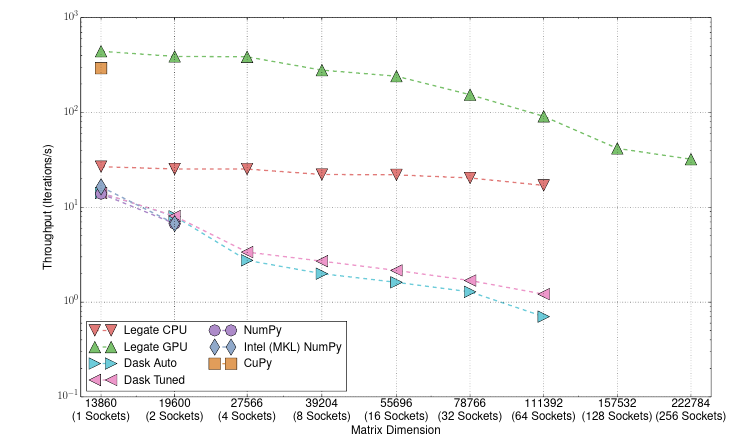 Throughput (Iterations/s)
10^3
10^2
10^1
10^0
10^-1
Legate CPU
Legate GPU
Dask Auto
Dask Tuned
NumPy
Intel (MKL) NumPy
CuPy
13860 19600 27566 39204 55696 78766 111392 157532 222784
(1 Sockets) (2 Sockets) (4 Sockets) (8 Sockets) (16 Sockets) (32 Sockets) (64 Sockets) (128 Sockets) (256 Sockets)
Matrix Dimension